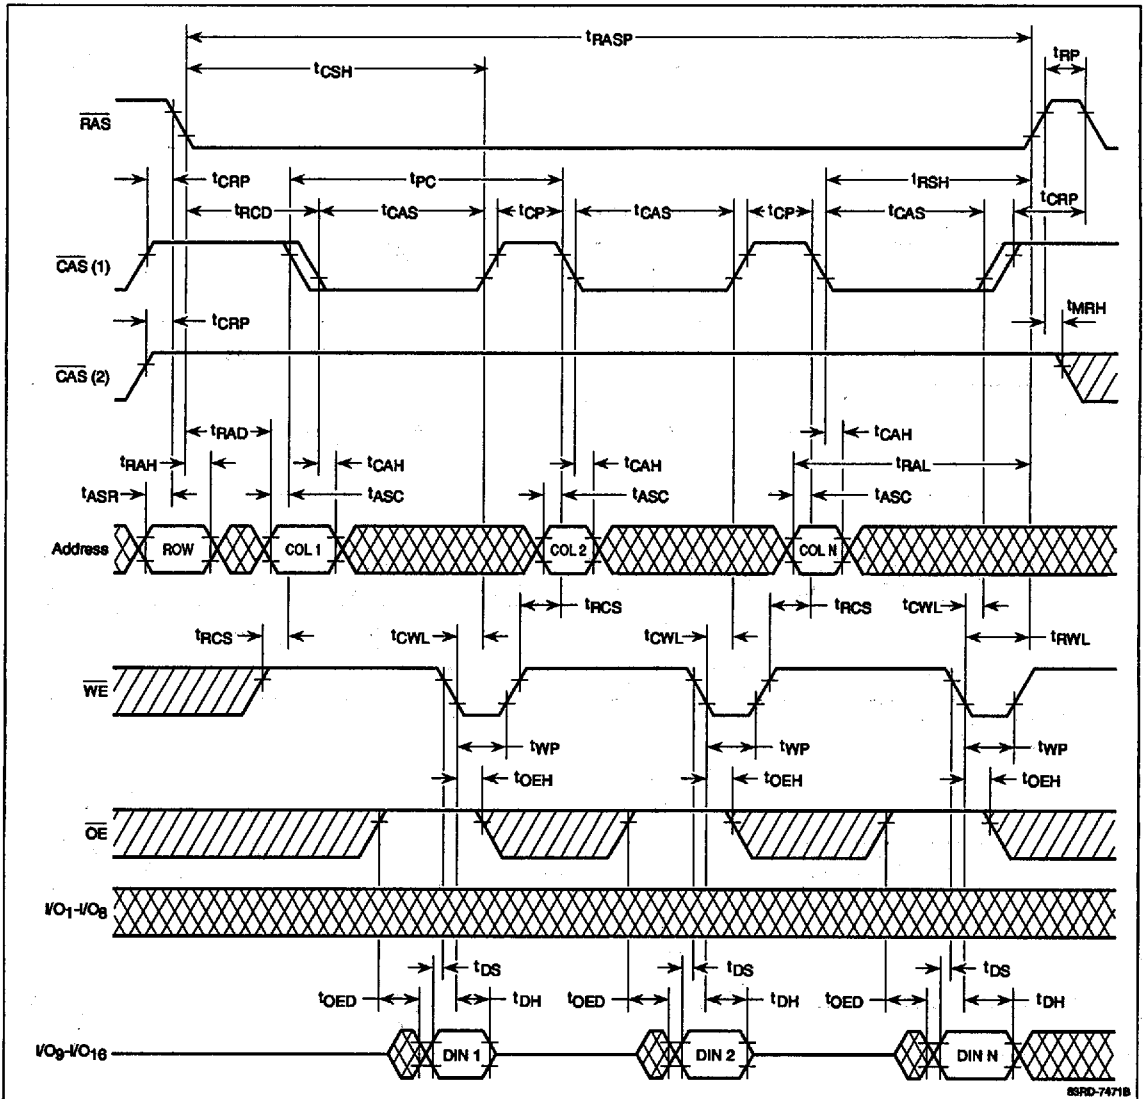 tRASP
tCSH
tRP
RAS
tCRP
tPC
tRSH
tRCD
tCAS
tCP
tCAS
tCP
tCAS
tCRP
CAS (1)
tCRP
tMRH
CAS (2)
tRAD
tCAH
tRAH
tCAH
tCAH
tRAL
tASR
tASC
tASC
tASC
Address
ROW
COL 1
COL 2
COL N
tRCS
tRCS
tCWL
tRCS
tCWL
tCWL
tRWL
WE
tWP
tWP
tWP
tOEH
tOEH
tOEH
OE
I/O1-I/O8
tDS
tDS
tDS
tOED
tDH
tOED
tDH
tOED
tDH
I/O9-I/O16
DIN 1
DIN 2
DIN N
83RD-7471B